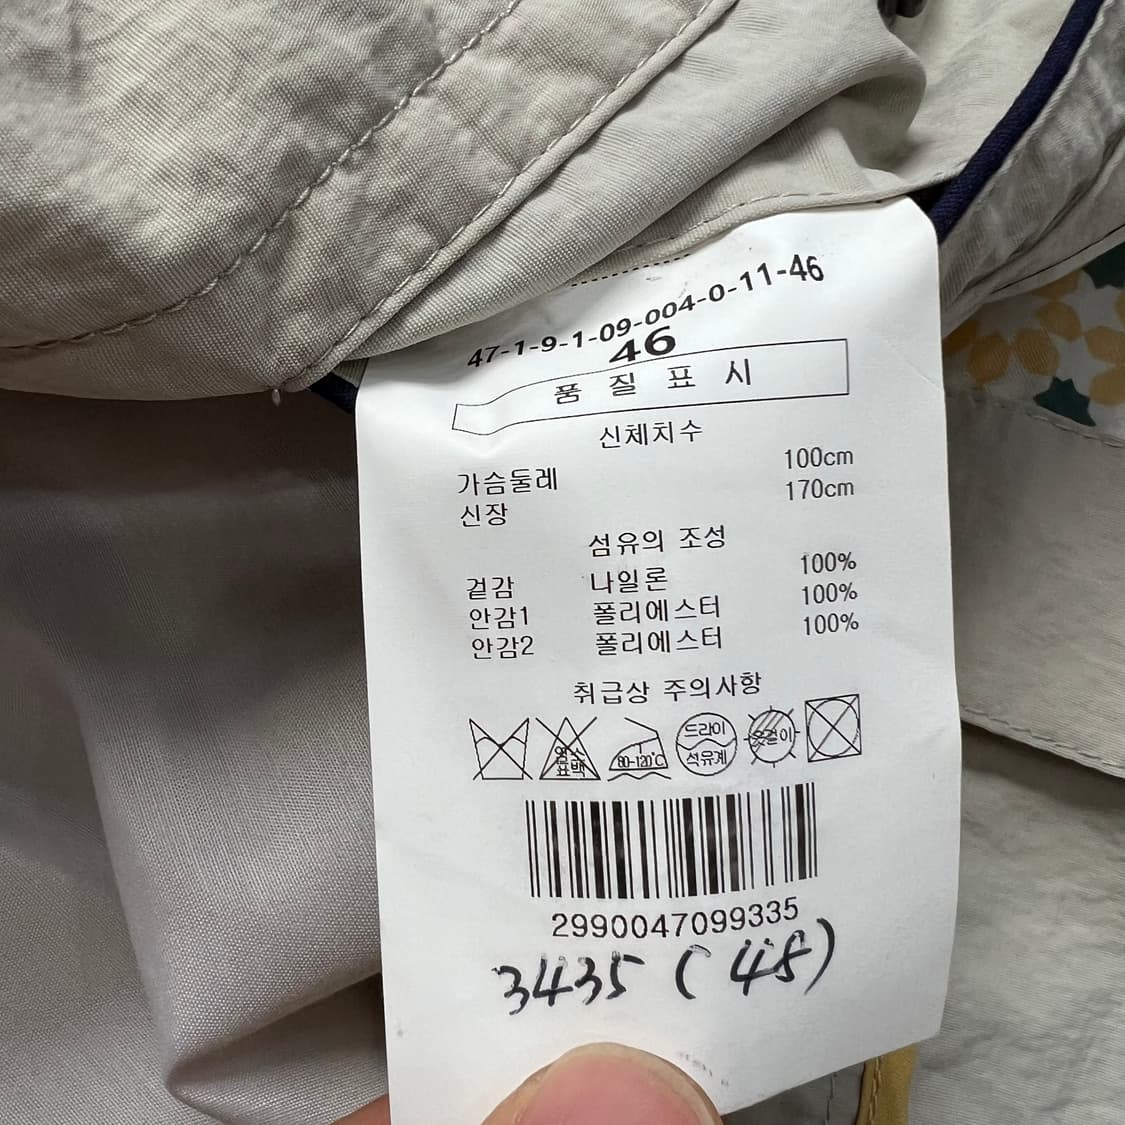 47-1-9-1-09-004-0-11-46
46
품 질 표 시
신체치수
가슴둘레 100cm
신장 170cm
섬유의 조성
겉감 나일론 100%
안감1 폴리에스터 100%
안감2 폴리에스터 100%
취급상 주의사항
염소 표백 80-120℃ 드라이 석유계 옷걸이
2990047099335
3435 (48)